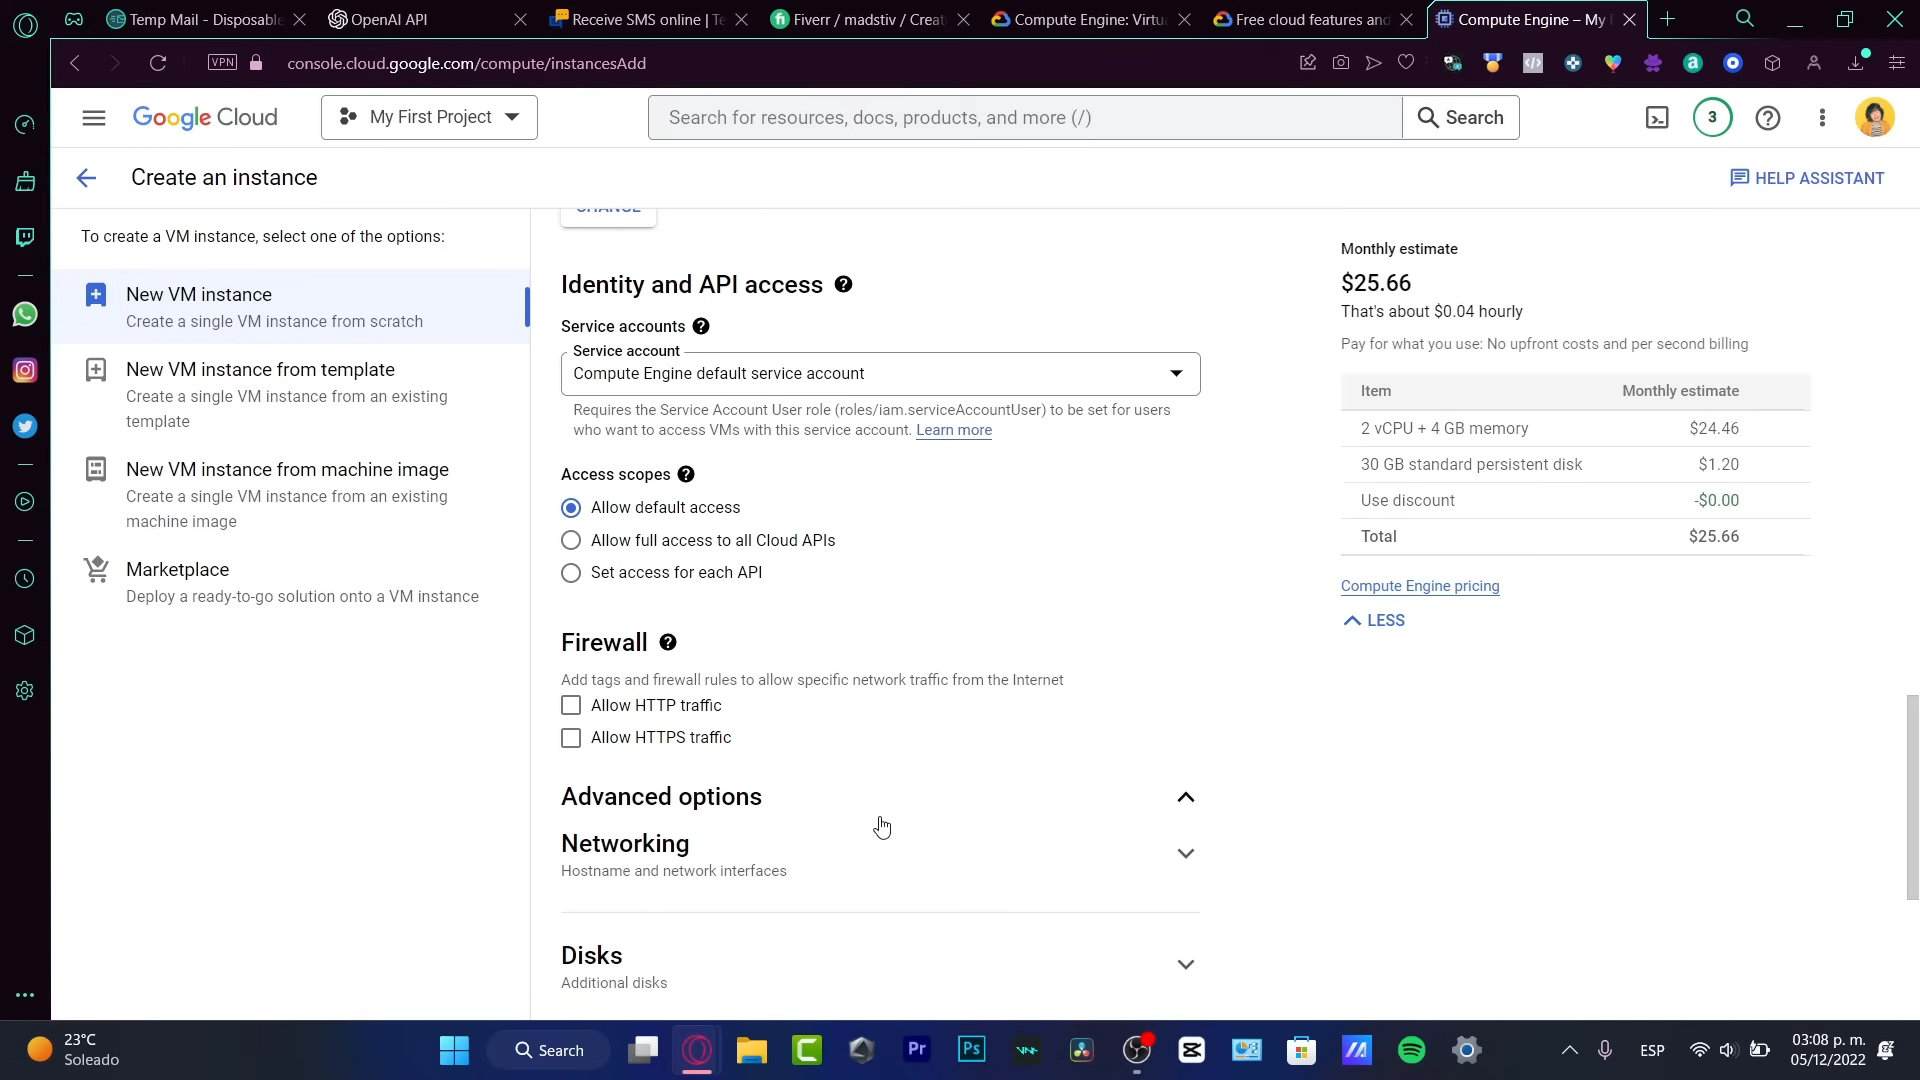 Temp Mail - Disposable
OpenAI API
Receive SMS online | Te
Fiverr / madstiv / Creat
Compute Engine: Virtu
Free cloud features and
Compute Engine – My
VPN
console.cloud.google.com/compute/instancesAdd
Google Cloud
My First Project
Search for resources, docs, products, and more (/)
Search
3
Create an instance
HELP ASSISTANT
To create a VM instance, select one of the options:
New VM instance
Create a single VM instance from scratch
New VM instance from template
Create a single VM instance from an existing
template
New VM instance from machine image
Create a single VM instance from an existing
machine image
Marketplace
Deploy a ready-to-go solution onto a VM instance
CHANGE
Identity and API access
Service accounts
Service account
Compute Engine default service account
Requires the Service Account User role (roles/iam.serviceAccountUser) to be set for users
who want to access VMs with this service account. Learn more
Access scopes
Allow default access
Allow full access to all Cloud APIs
Set access for each API
Firewall
Add tags and firewall rules to allow specific network traffic from the Internet
Allow HTTP traffic
Allow HTTPS traffic
Advanced options
Networking
Hostname and network interfaces
Disks
Additional disks
Monthly estimate
$25.66
That's about $0.04 hourly
Pay for what you use: No upfront costs and per second billing
Item Monthly estimate
2 vCPU + 4 GB memory $24.46
30 GB standard persistent disk $1.20
Use discount -$0.00
Total $25.66
Compute Engine pricing
LESS
23°C
Soleado
Search
Pr
Ps
ESP
03:08 p. m.
05/12/2022